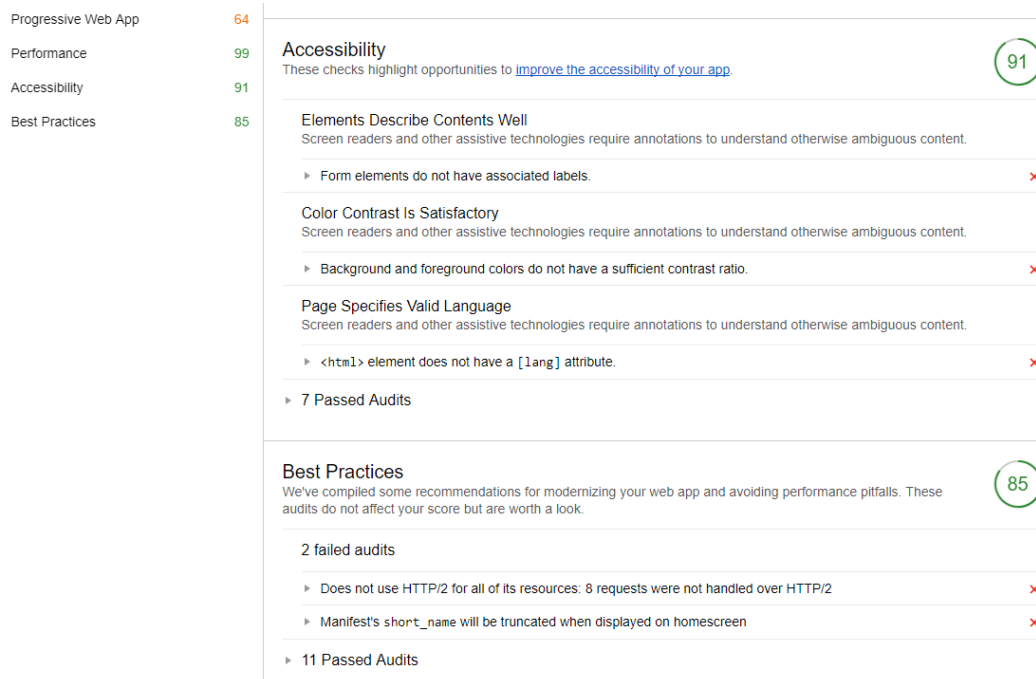 Progressive Web App 64
Performance 99
Accessibility 91
Best Practices 85
Accessibility
These checks highlight opportunities to improve the accessibility of your app.
91
Elements Describe Contents Well
Screen readers and other assistive technologies require annotations to understand otherwise ambiguous content.
Form elements do not have associated labels.
Color Contrast Is Satisfactory
Screen readers and other assistive technologies require annotations to understand otherwise ambiguous content.
Background and foreground colors do not have a sufficient contrast ratio.
Page Specifies Valid Language
Screen readers and other assistive technologies require annotations to understand otherwise ambiguous content.
<html> element does not have a [lang] attribute.
7 Passed Audits
Best Practices
We've compiled some recommendations for modernizing your web app and avoiding performance pitfalls. These
audits do not affect your score but are worth a look.
85
2 failed audits
Does not use HTTP/2 for all of its resources: 8 requests were not handled over HTTP/2
Manifest's short_name will be truncated when displayed on homescreen
11 Passed Audits